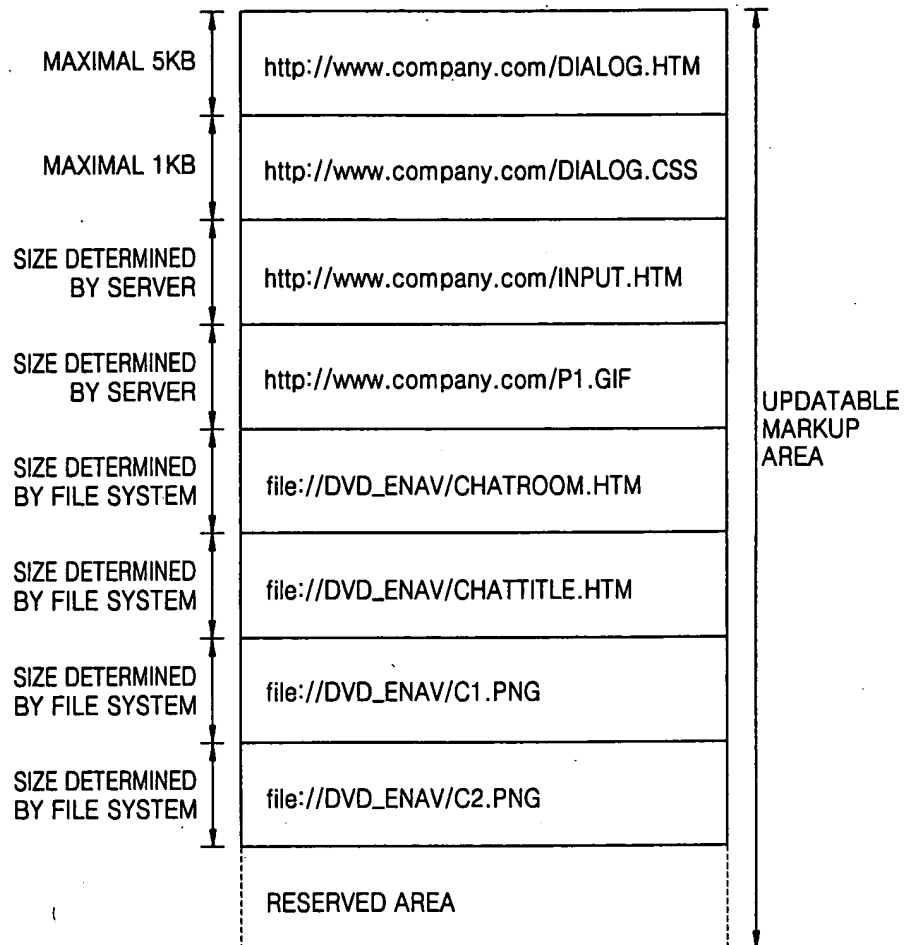 MAXIMAL 5KB
http://www.company.com/DIALOG.HTM
MAXIMAL 1KB
http://www.company.com/DIALOG.CSS
SIZE DETERMINED
BY SERVER
http://www.company.com/INPUT.HTM
SIZE DETERMINED
BY SERVER
http://www.company.com/P1.GIF
UPDATABLE
MARKUP
AREA
SIZE DETERMINED
BY FILE SYSTEM
file://DVD_ENAV/CHATROOM.HTM
SIZE DETERMINED
BY FILE SYSTEM
file://DVD_ENAV/CHATTITLE.HTM
SIZE DETERMINED
BY FILE SYSTEM
file://DVD_ENAV/C1.PNG
SIZE DETERMINED
BY FILE SYSTEM
file://DVD_ENAV/C2.PNG
RESERVED AREA